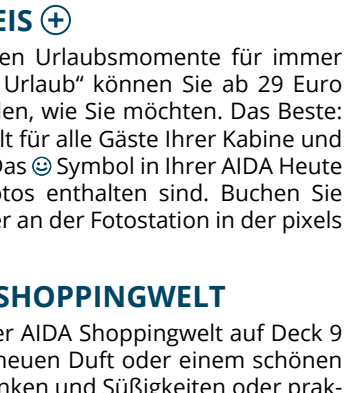 EIS ⊕
en Urlaubsmomente für immer
Urlaub“ können Sie ab 29 Euro
en, wie Sie möchten. Das Beste:
lt für alle Gäste Ihrer Kabine und
Das ☺ Symbol in Ihrer AIDA Heute
tos enthalten sind. Buchen Sie
er an der Fotostation in der pixels
SHOPPINGWELT
er AIDA Shoppingwelt auf Deck 9
neuen Duft oder einem schönen
nken und Süßigkeiten oder prak-